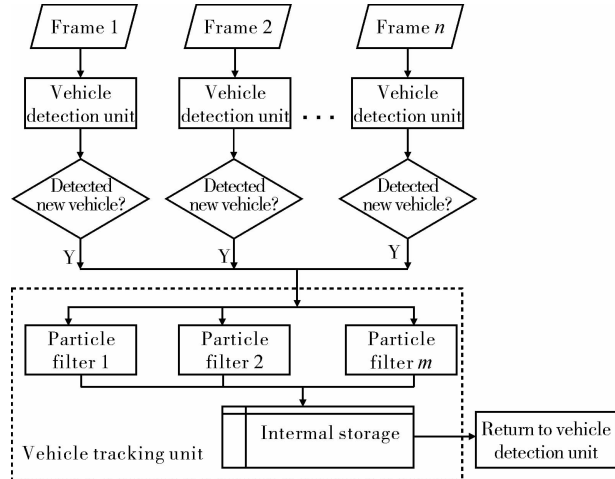 Frame 1
Frame 2
Frame n
Vehicle
detection unit
Vehicle
detection unit
...
Vehicle
detection unit
Detected
new vehicle?
Detected
new vehicle?
Detected
new vehicle?
Y
Y
Y
Particle
filter 1
Particle
filter 2
Particle
filter m
Internal storage
Vehicle tracking unit
Return to vehicle
detection unit